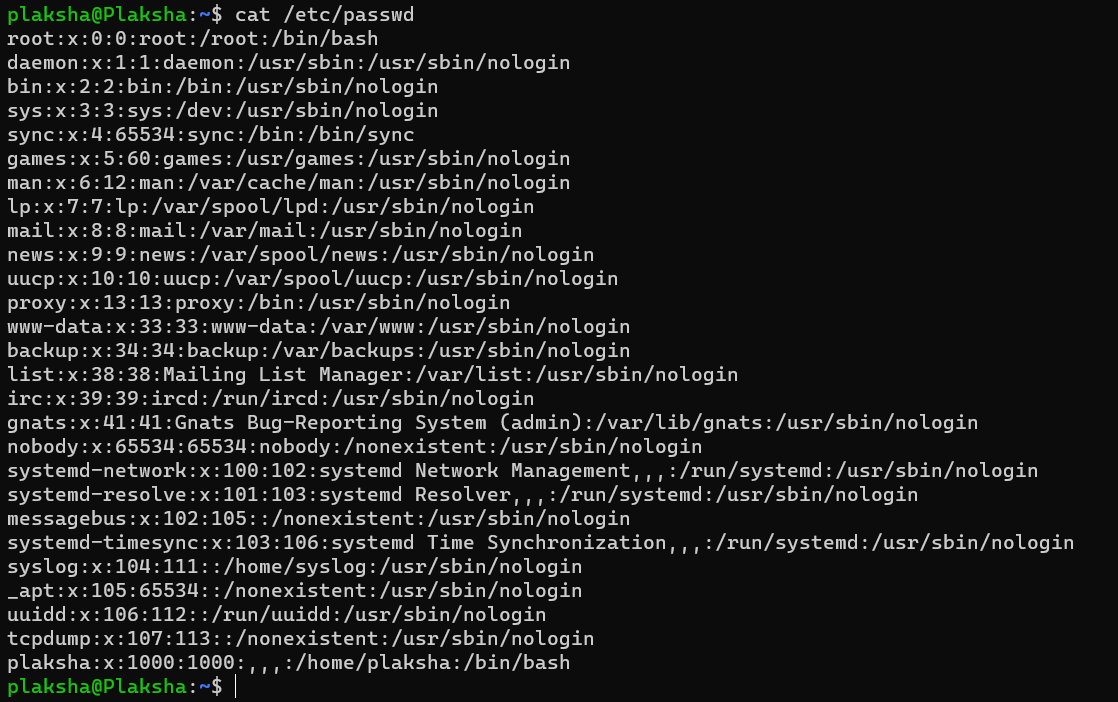 plaksha@Plaksha:~$ cat /etc/passwd
root:x:0:0:root:/root:/bin/bash
daemon:x:1:1:daemon:/usr/sbin:/usr/sbin/nologin
bin:x:2:2:bin:/bin:/usr/sbin/nologin
sys:x:3:3:sys:/dev:/usr/sbin/nologin
sync:x:4:65534:sync:/bin:/bin/sync
games:x:5:60:games:/usr/games:/usr/sbin/nologin
man:x:6:12:man:/var/cache/man:/usr/sbin/nologin
lp:x:7:7:lp:/var/spool/lpd:/usr/sbin/nologin
mail:x:8:8:mail:/var/mail:/usr/sbin/nologin
news:x:9:9:news:/var/spool/news:/usr/sbin/nologin
uucp:x:10:10:uucp:/var/spool/uucp:/usr/sbin/nologin
proxy:x:13:13:proxy:/bin:/usr/sbin/nologin
www-data:x:33:33:www-data:/var/www:/usr/sbin/nologin
backup:x:34:34:backup:/var/backups:/usr/sbin/nologin
list:x:38:38:Mailing List Manager:/var/list:/usr/sbin/nologin
irc:x:39:39:ircd:/run/ircd:/usr/sbin/nologin
gnats:x:41:41:Gnats Bug-Reporting System (admin):/var/lib/gnats:/usr/sbin/nologin
nobody:x:65534:65534:nobody:/nonexistent:/usr/sbin/nologin
systemd-network:x:100:102:systemd Network Management,,,:/run/systemd:/usr/sbin/nologin
systemd-resolve:x:101:103:systemd Resolver,,,:/run/systemd:/usr/sbin/nologin
messagebus:x:102:105::/nonexistent:/usr/sbin/nologin
systemd-timesync:x:103:106:systemd Time Synchronization,,,:/run/systemd:/usr/sbin/nologin
syslog:x:104:111::/home/syslog:/usr/sbin/nologin
_apt:x:105:65534::/nonexistent:/usr/sbin/nologin
uuidd:x:106:112::/run/uuidd:/usr/sbin/nologin
tcpdump:x:107:113::/nonexistent:/usr/sbin/nologin
plaksha:x:1000:1000:,,,:/home/plaksha:/bin/bash
plaksha@Plaksha:~$